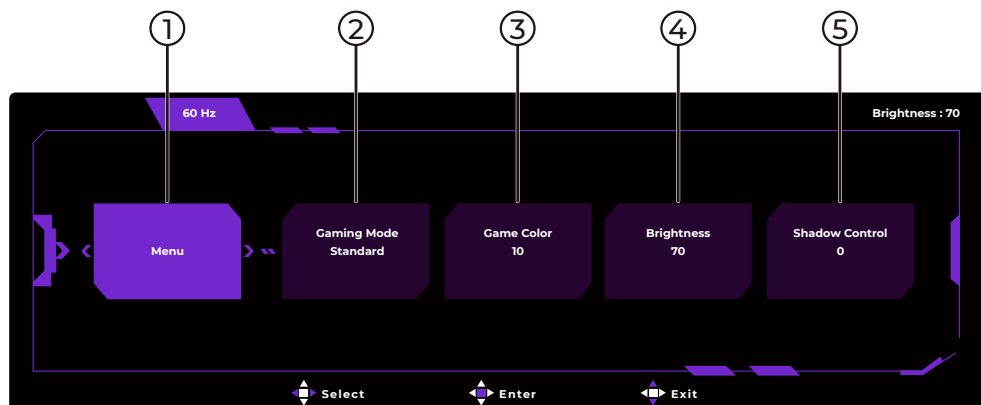 ① ② ③ ④ ⑤
60 Hz
Brightness : 70
Menu
Gaming Mode
Standard
Game Color
10
Brightness
70
Shadow Control
0
Select
Enter
Exit